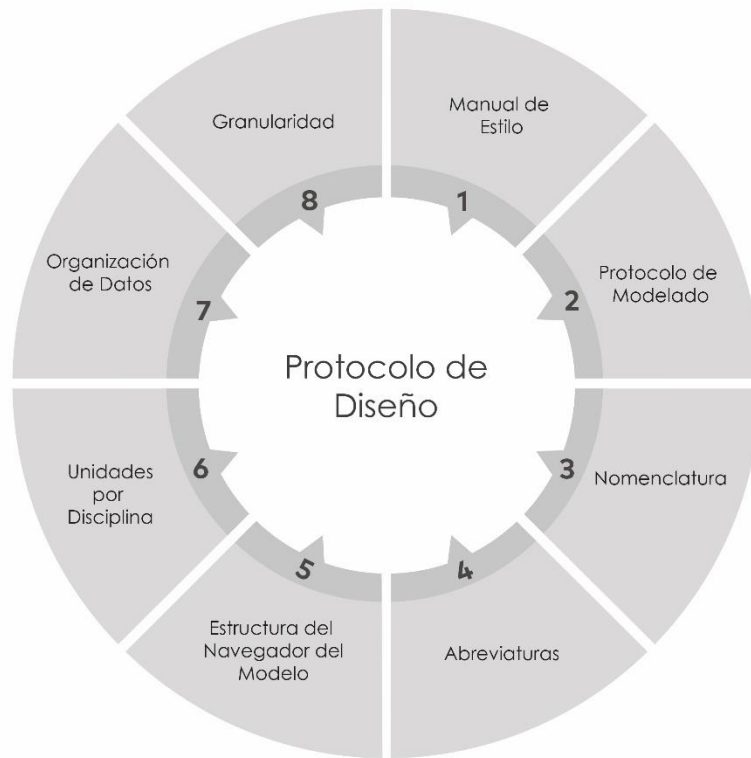 Protocolo de
Diseño
1
Manual de
Estilo
2
Protocolo de
Modelado
3
Nomenclatura
4
Abreviaturas
5
Estructura del
Navegador del
Modelo
6
Unidades
por
Disciplina
7
Organización
de Datos
8
Granularidad